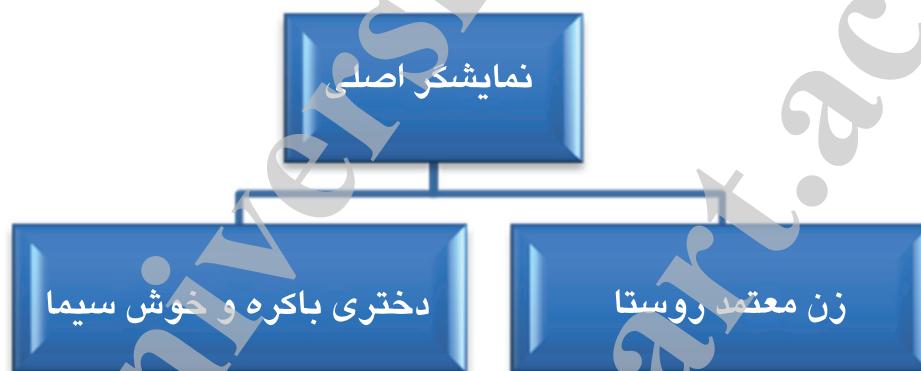 نمایشگر اصلی
زن معتمد روستا
دختری باکره و خوش سیما